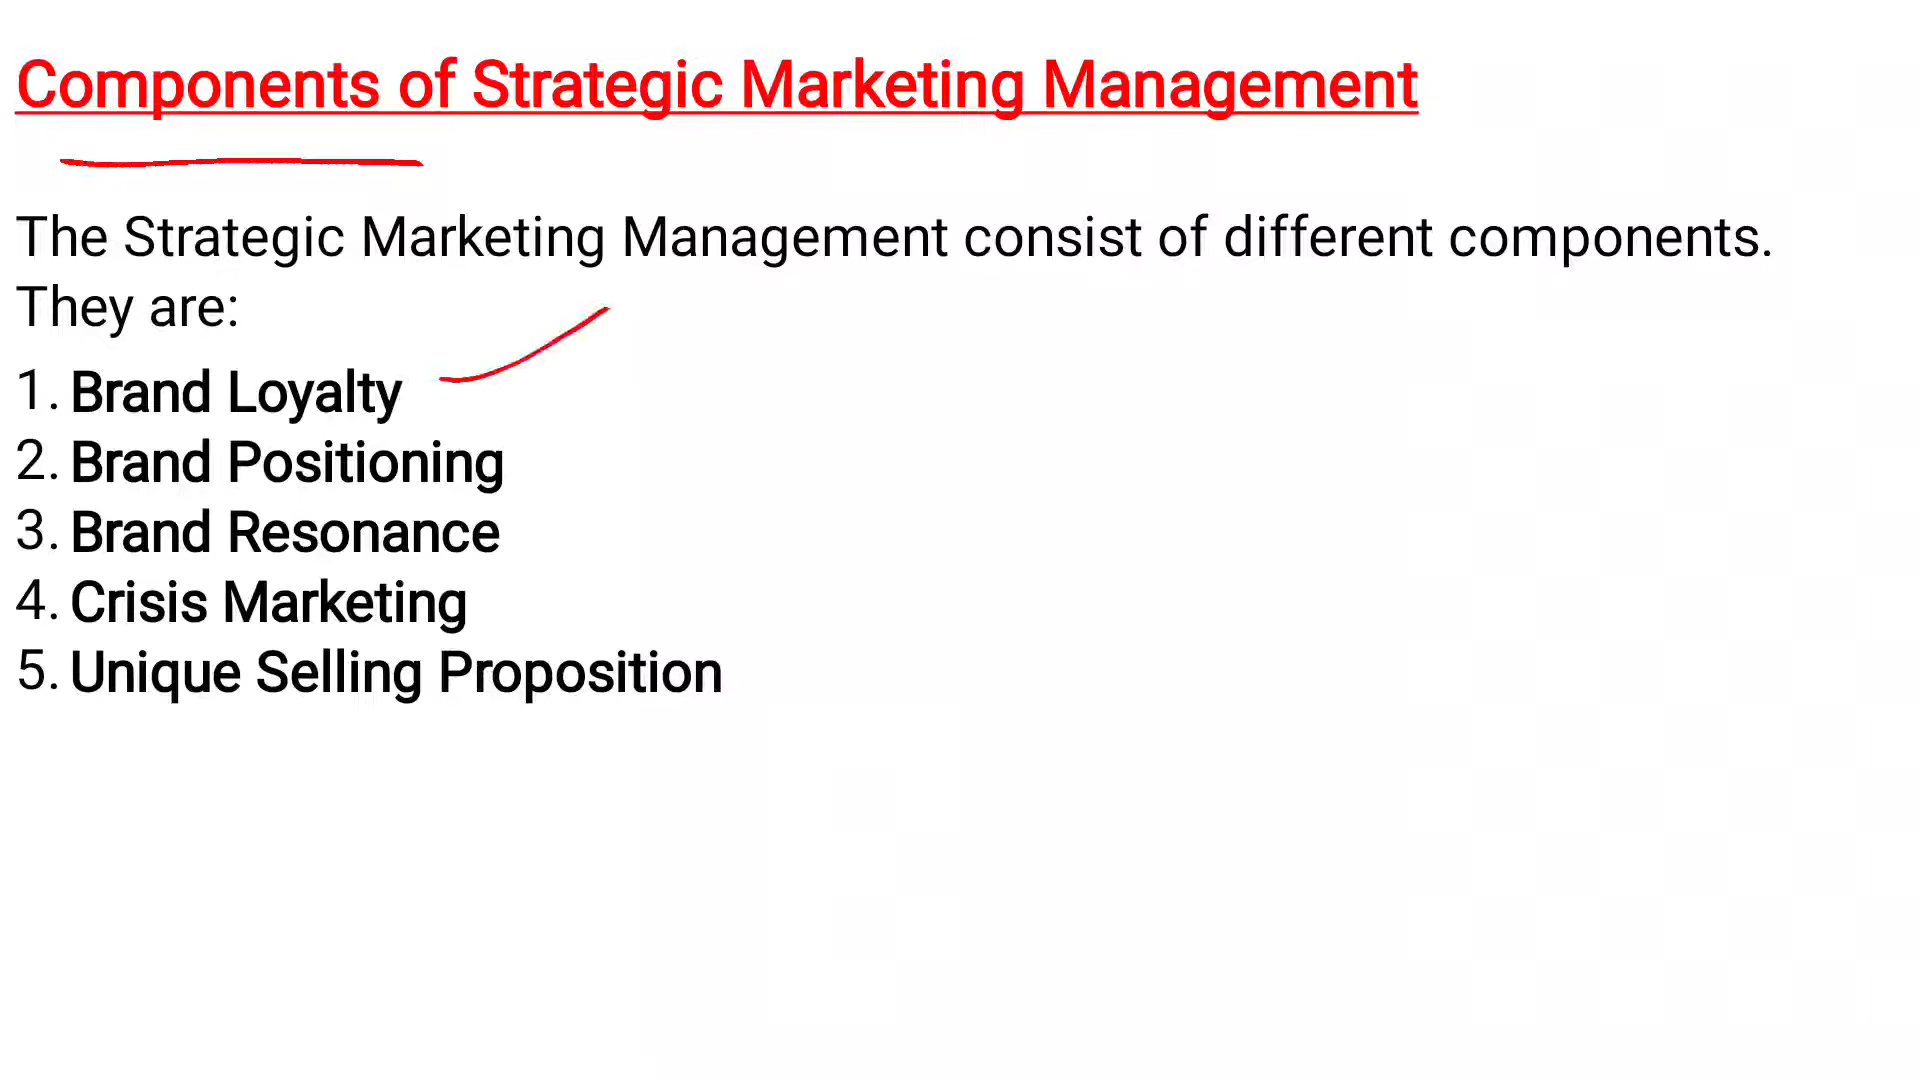 Components of Strategic Marketing Management
The Strategic Marketing Management consist of different components.
They are:
1. Brand Loyalty
2. Brand Positioning
3. Brand Resonance
4. Crisis Marketing
5. Unique Selling Proposition